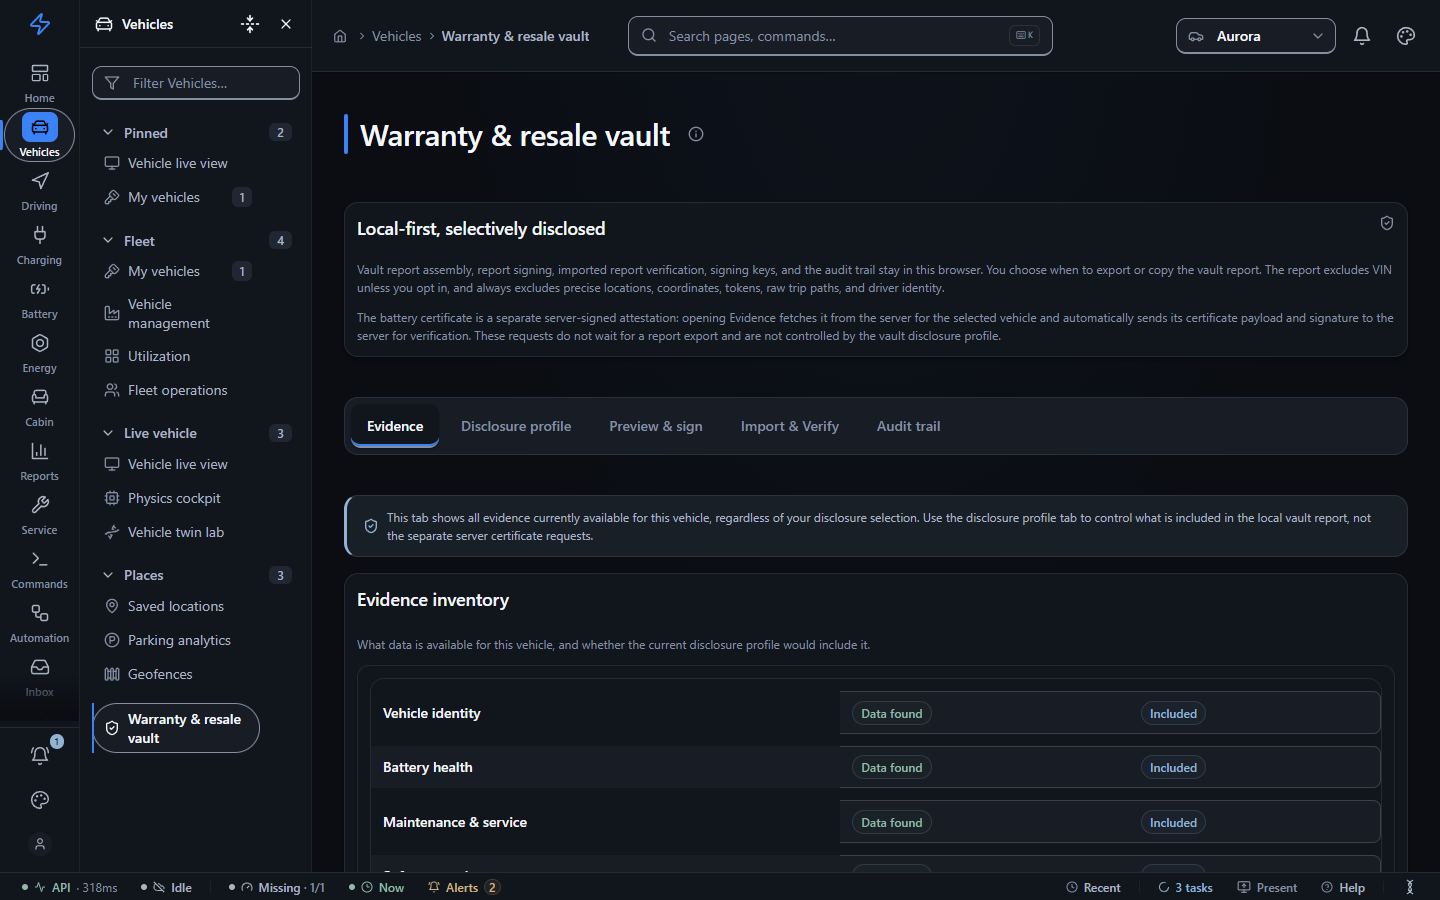 Vehicles
Home
Vehicles
Driving
Charging
Battery
Energy
Cabin
Reports
Service
Commands
Automation
Inbox
1
Filter Vehicles...
Pinned 2
Vehicle live view
My vehicles 1
Fleet 4
My vehicles 1
Vehicle
management
Utilization
Fleet operations
Live vehicle 3
Vehicle live view
Physics cockpit
Vehicle twin lab
Places 3
Saved locations
Parking analytics
Geofences
Warranty & resale
vault
Vehicles Warranty & resale vault
Search pages, commands... K
Aurora
Warranty & resale vault
Local-first, selectively disclosed
Vault report assembly, report signing, imported report verification, signing keys, and the audit trail stay in this browser. You choose when to export or copy the vault report. The report excludes VIN
unless you opt in, and always excludes precise locations, coordinates, tokens, raw trip paths, and driver identity.
The battery certificate is a separate server-signed attestation: opening Evidence fetches it from the server for the selected vehicle and automatically sends its certificate payload and signature to the
server for verification. These requests do not wait for a report export and are not controlled by the vault disclosure profile.
Evidence Disclosure profile Preview & sign Import & Verify Audit trail
This tab shows all evidence currently available for this vehicle, regardless of your disclosure selection. Use the disclosure profile tab to control what is included in the local vault report, not
the separate server certificate requests.
Evidence inventory
What data is available for this vehicle, and whether the current disclosure profile would include it.
Vehicle identity Data found Included
Battery health Data found Included
Maintenance & service Data found Included
API · 318ms Idle Missing · 1/1 Now Alerts 2 Recent 3 tasks Present Help